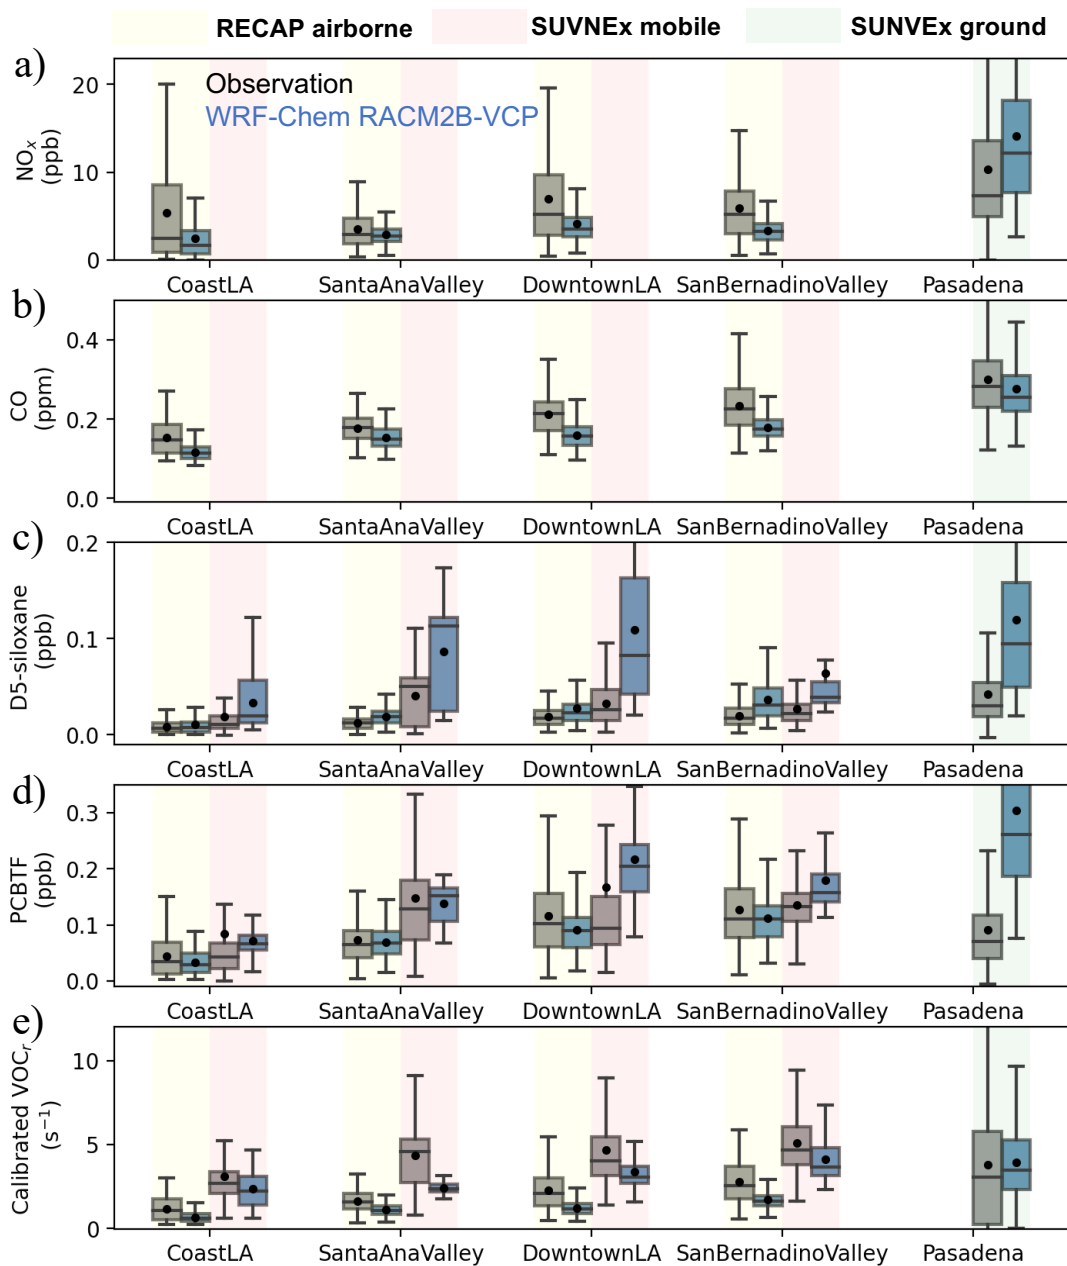 RECAP airborne SUVNEx mobile SUNVEx ground
a)
Observation
WRF-Chem RACM2B-VCP
NOx
(ppb)
20
10
0
CoastLA SantaAnaValley DowntownLA SanBernadinoValley Pasadena
b)
CO
(ppm)
0.4
0.2
0.0
CoastLA SantaAnaValley DowntownLA SanBernadinoValley Pasadena
c)
D5-siloxane
(ppb)
0.2
0.1
0.0
CoastLA SantaAnaValley DowntownLA SanBernadinoValley Pasadena
d)
PCBTF
(ppb)
0.3
0.2
0.1
0.0
CoastLA SantaAnaValley DowntownLA SanBernadinoValley Pasadena
e)
Calibrated VOCr
(s⁻¹)
10
5
0
CoastLA SantaAnaValley DowntownLA SanBernadinoValley Pasadena